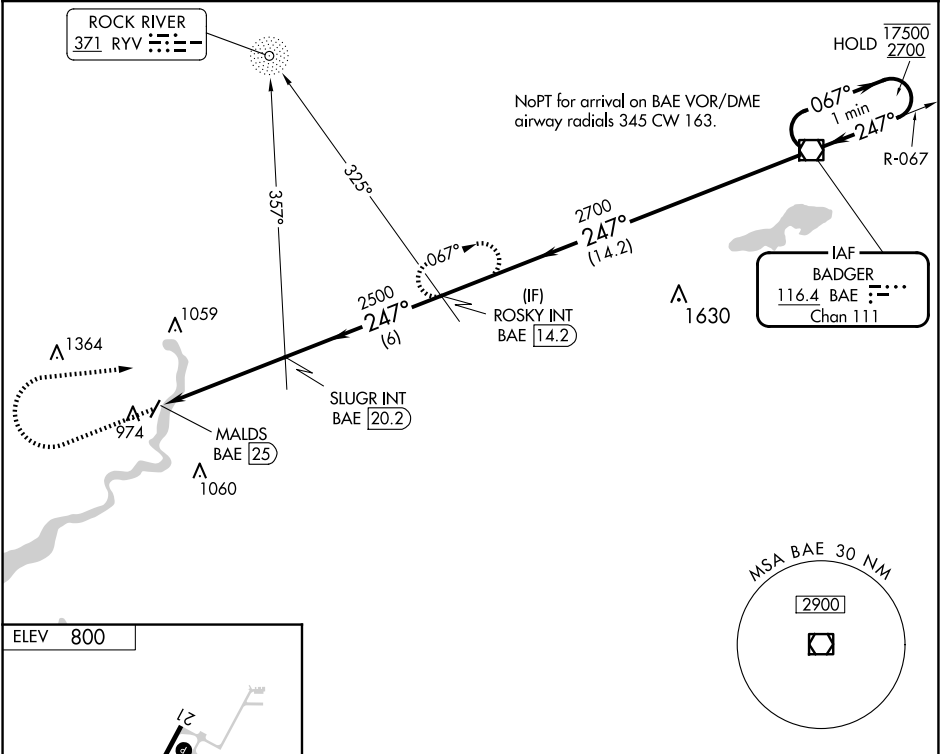 ROCK RIVER
371 RYV
HOLD 17500
2700
NoPT for arrival on BAE VOR/DME
airway radials 345 CW 163.
067°
1 min
247°
R-067
325°
357°
2700
247°
(14.2)
067°
IAF
BADGER
116.4 BAE
Chan 111
(IF)
ROSKY INT
BAE 14.2
1630
2500
247°
(6)
1059
1364
SLUGR INT
BAE 20.2
974
MALDS
BAE 25
1060
MSA BAE 30 NM
2900
ELEV 800
21
P